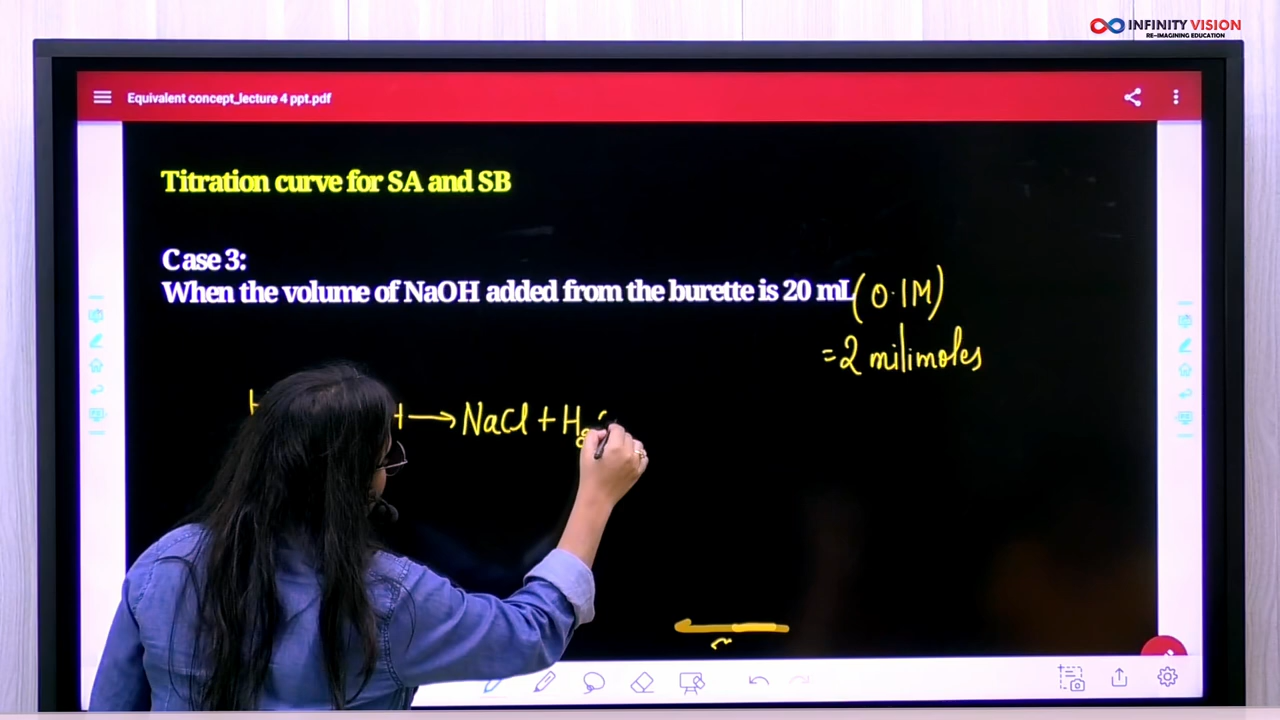 INFINITY VISION
RE-IMAGINING EDUCATION
Equivalent concept_lecture 4 ppt.pdf
Titration curve for SA and SB
Case 3:
When the volume of NaOH added from the burette is 20 mL (0.1M)
=2 milimoles
→ NaCl + H